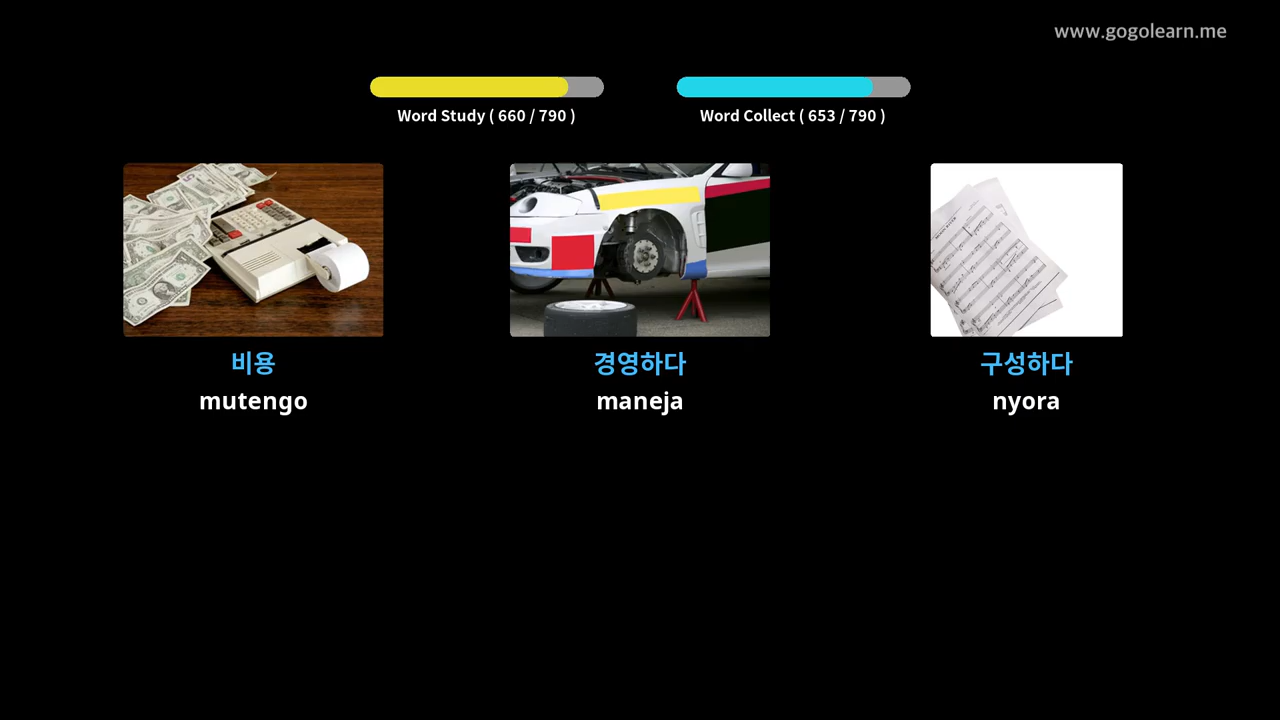 www.gogolearn.me
Word Study ( 660 / 790 )
Word Collect ( 653 / 790 )
비용
mutengo
경영하다
maneja
구성하다
nyora